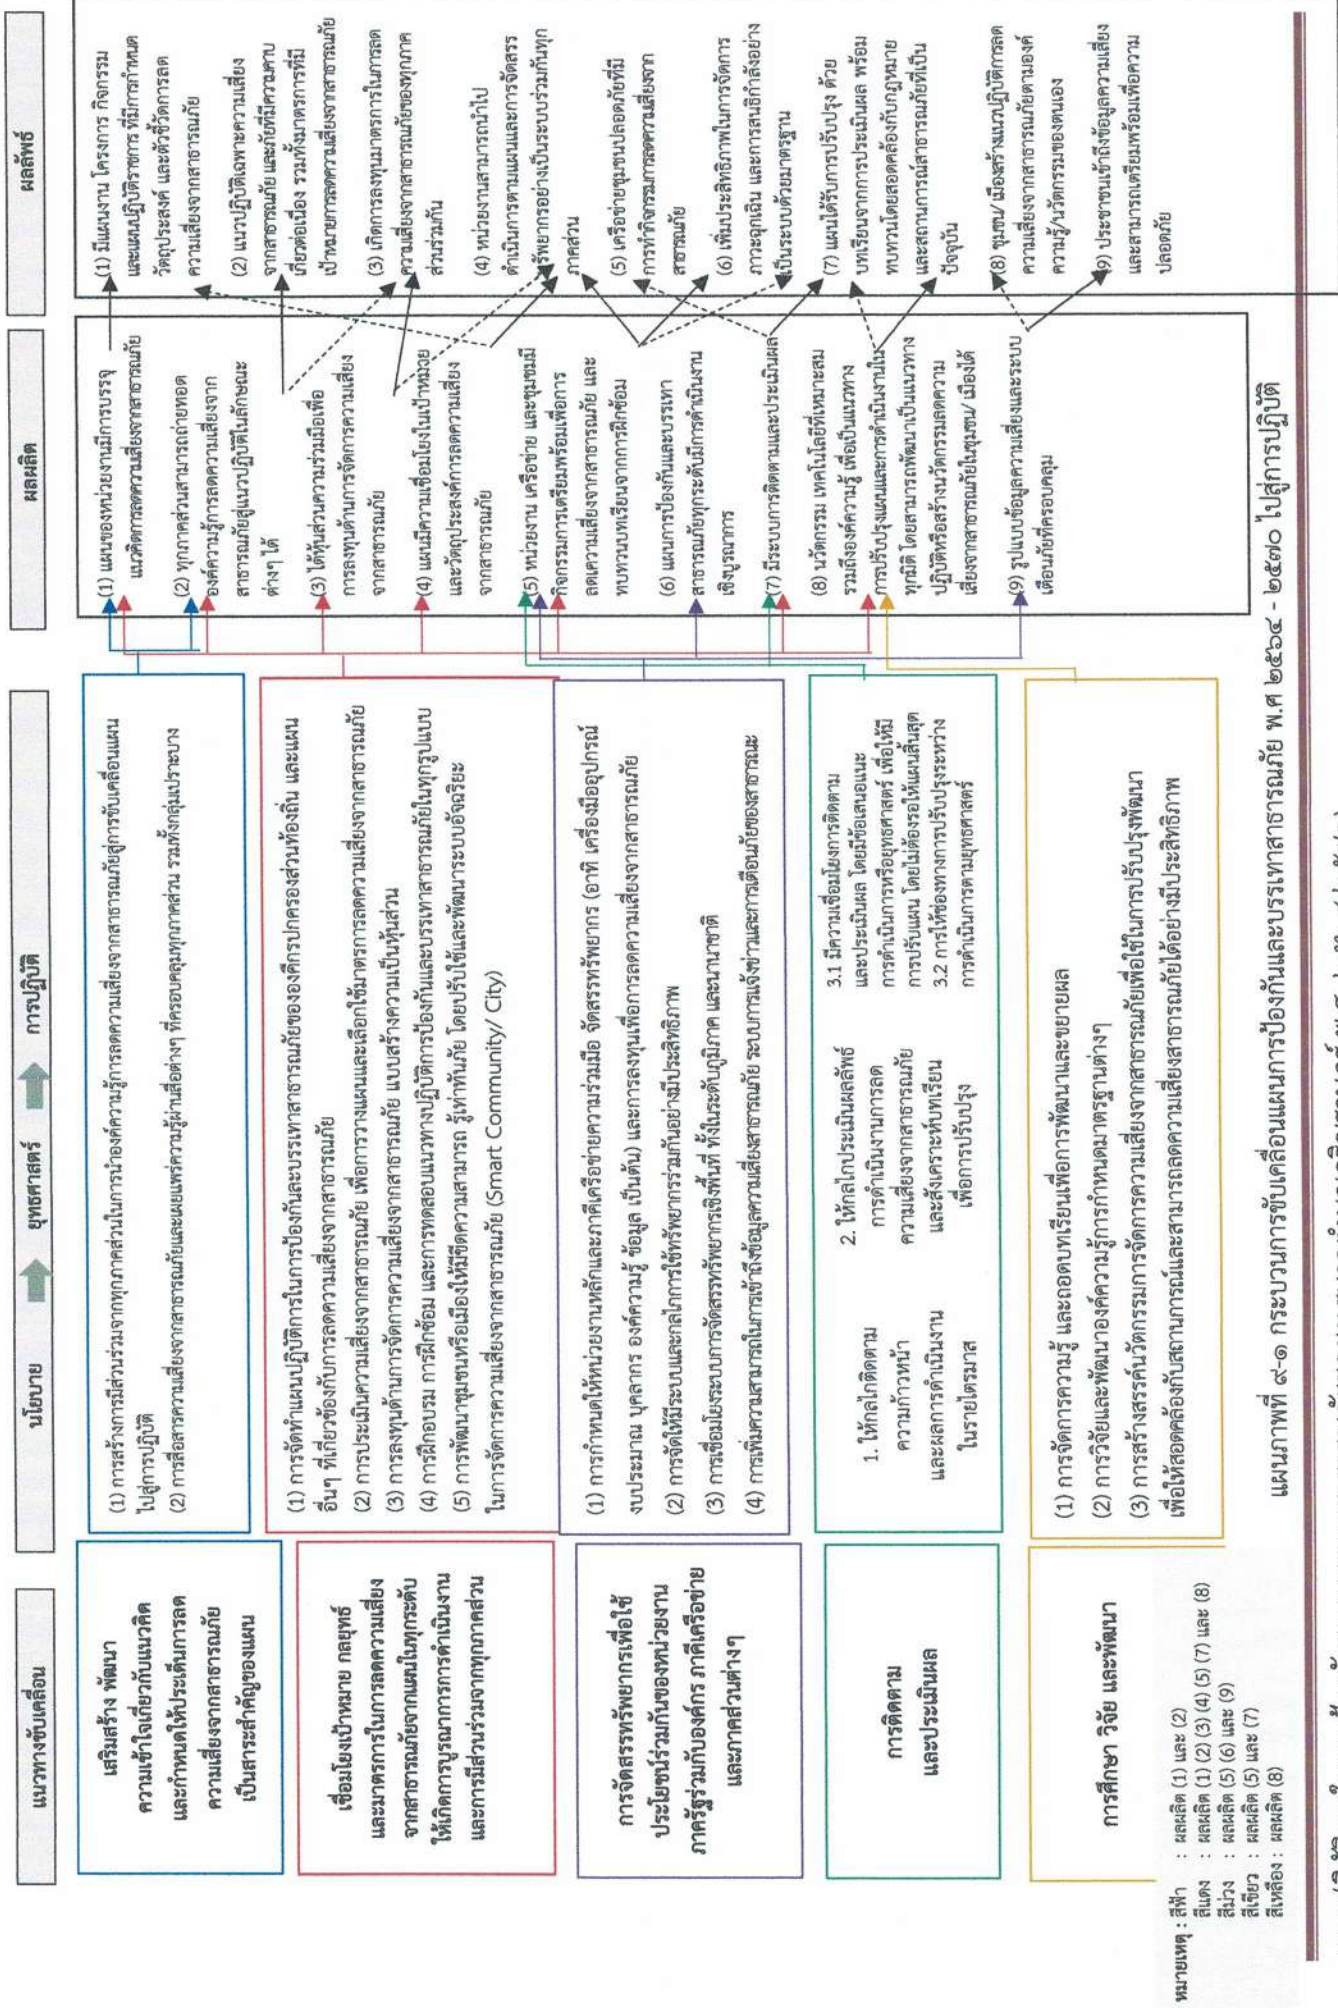 แนวทางขับเคลื่อน
นโยบาย
ยุทธศาสตร์
การปฏิบัติ
ผลผลิต
ผลลัพธ์
เสริมสร้าง พัฒนา
ความเข้าใจเกี่ยวกับแนวคิด
และกำหนดให้ประเด็นการลด
ความเสี่ยงจากสาธารณภัย
เป็นสาระสำคัญของแผน
(1) การสร้างการมีส่วนร่วมจากทุกภาคส่วนในการนำองค์ความรู้การลดความเสี่ยงจากสาธารณภัยสู่การขับเคลื่อนแผน
ไปสู่การปฏิบัติ
(2) การสื่อสารความเสี่ยงจากสาธารณภัยและเผยแพร่ความรู้ผ่านสื่อต่างๆ ที่ครอบคลุมทุกภาคส่วน รวมทั้งกลุ่มเปราะบาง
เชื่อมโยงเป้าหมาย กลยุทธ์
และมาตรการในการลดความเสี่ยง
จากสาธารณภัยจากแผนในทุกระดับ
ให้เกิดการบูรณาการการดำเนินงาน
และการมีส่วนร่วมจากทุกภาคส่วน
(1) การจัดทำแผนปฏิบัติการในการป้องกันและบรรเทาสาธารณภัยขององค์กรปกครองส่วนท้องถิ่น และแผน
อื่นๆ ที่เกี่ยวข้องกับการลดความเสี่ยงจากสาธารณภัย
(2) การประเมินความเสี่ยงจากสาธารณภัย เพื่อการวางแผนและเลือกใช้มาตรการลดความเสี่ยงจากสาธารณภัย
(3) การลงทุนด้านการจัดการความเสี่ยงจากสาธารณภัย แบบสร้างความเป็นหุ้นส่วน
(4) การฝึกอบรม การฝึกซ้อม และการทดสอบแนวทางปฏิบัติการป้องกันและบรรเทาสาธารณภัยในทุกรูปแบบ
(5) การพัฒนาชุมชนหรือเมืองให้มีขีดความสามารถ รู้เท่าทันภัย โดยปรับใช้และพัฒนาระบบอัจฉริยะ
ในการจัดการความเสี่ยงจากสาธารณภัย (Smart Community/ City)
การจัดสรรทรัพยากรเพื่อใช้
ประโยชน์ร่วมกันของหน่วยงาน
ภาครัฐร่วมกับองค์กร ภาคีเครือข่าย
และภาคส่วนต่างๆ
(1) การกำหนดให้หน่วยงานหลักและภาคีเครือข่ายความร่วมมือ จัดสรรทรัพยากร (อาทิ เครื่องมืออุปกรณ์
งบประมาณ บุคลากร องค์ความรู้ ข้อมูล เป็นต้น) และการลงทุนเพื่อการลดความเสี่ยงจากสาธารณภัย
(2) การจัดให้มีระบบและกลไกการใช้ทรัพยากรร่วมกันอย่างมีประสิทธิภาพ
(3) การเชื่อมโยงระบบการจัดสรรทรัพยากรเชิงพื้นที่ ทั้งในระดับภูมิภาค และนานาชาติ
(4) การเพิ่มความสามารถในการเข้าถึงข้อมูลความเสี่ยงสาธารณภัย ระบบการแจ้งข่าวและการเตือนภัยของสาธารณะ
การติดตาม
และประเมินผล
1. ให้กลไกติดตาม
ความก้าวหน้า
และผลการดำเนินงาน
ในรายไตรมาส
2. ให้กลไกประเมินผลลัพธ์
การดำเนินงานการลด
ความเสี่ยงจากสาธารณภัย
และสังเคราะห์บทเรียน
เพื่อการปรับปรุง
3.1 มีความเชื่อมโยงการติดตาม
และประเมินผล โดยมีข้อเสนอแนะ
การดำเนินการหรือยุทธศาสตร์ เพื่อให้มี
การปรับแผน โดยไม่ต้องรอให้แผนสิ้นสุด
3.2 การให้ช่องทางการปรับปรุงระหว่าง
การดำเนินการตามยุทธศาสตร์
การศึกษา วิจัย และพัฒนา
(1) การจัดการความรู้ และถอดบทเรียนเพื่อการพัฒนาและขยายผล
(2) การวิจัยและพัฒนาองค์ความรู้การกำหนดมาตรฐานต่างๆ
(3) การสร้างสรรค์นวัตกรรมการจัดการความเสี่ยงจากสาธารณภัยเพื่อใช้ในการปรับปรุงพัฒนา
เพื่อให้สอดคล้องกับสถานการณ์และสามารถลดความเสี่ยงสาธารณภัยได้อย่างมีประสิทธิภาพ
(1) แผนของหน่วยงานมีการบรรจุ
แนวคิดการลดความเสี่ยงจากสาธารณภัย
(2) ทุกภาคส่วนสามารถถ่ายทอด
องค์ความรู้การลดความเสี่ยงจาก
สาธารณภัยสู่แนวปฏิบัติในลักษณะ
ต่างๆ ได้
(3) ได้หุ้นส่วนความร่วมมือเพื่อ
การลงทุนด้านการจัดการความเสี่ยง
จากสาธารณภัย
(4) แผนมีความเชื่อมโยงในเป้าหมาย
และวัตถุประสงค์การลดความเสี่ยง
จากสาธารณภัย
(5) หน่วยงาน เครือข่าย และชุมชมมี
กิจกรรมการเตรียมพร้อมเพื่อการ
ลดความเสี่ยงจากสาธารณภัย และ
ทบทวนบทเรียนจากการฝึกซ้อม
(6) แผนการป้องกันและบรรเทา
สาธารณภัยทุกระดับมีการดำเนินงาน
เชิงบูรณาการ
(7) มีระบบการติดตามและประเมินผล
(8) นวัตกรรม เทคโนโลยีที่เหมาะสม
รวมถึงองค์ความรู้ เพื่อเป็นแนวทาง
การปรับปรุงแผนและการดำเนินงานใน
ทุกมิติ โดยสามารถพัฒนาเป็นแนวทาง
ปฏิบัติหรือสร้างนวัตกรรมลดความ
เสี่ยงจากสาธารณภัยในชุมชน/ เมืองได้
(9) รูปแบบข้อมูลความเสี่ยงและระบบ
เตือนภัยที่ครอบคลุม
(1) มีแผนงาน โครงการ กิจกรรม
และแผนปฏิบัติราชการ ที่มีการกำหนด
วัตถุประสงค์ และตัวชี้วัดการลด
ความเสี่ยงจากสาธารณภัย
(2) แนวปฏิบัติเฉพาะความเสี่ยง
จากสาธารณภัย และภัยที่มีความคาบ
เกี่ยวต่อเนื่อง รวมทั้งมาตรการที่มี
เป้าหมายการลดความเสี่ยงจากสาธารณภัย
(3) เกิดการลงทุนมาตรการในการลด
ความเสี่ยงจากสาธารณภัยของทุกภาค
ส่วนร่วมกัน
(4) หน่วยงานสามารถนำไป
ดำเนินการตามแผนและการจัดสรร
ทรัพยากรอย่างเป็นระบบร่วมกันทุก
ภาคส่วน
(5) เครือข่ายชุมชนปลอดภัยที่มี
การทำกิจกรรมการลดความเสี่ยงจาก
สาธารณภัย
(6) เพิ่มประสิทธิภาพในการจัดการ
ภาวะฉุกเฉิน และการสนธิกำลังอย่าง
เป็นระบบด้วยมาตรฐาน
(7) แผนได้รับการปรับปรุง ด้วย
บทเรียนจากการประเมินผล พร้อม
ทบทวนโดยสอดคล้องกับกฎหมาย
และสถานการณ์สาธารณภัยที่เป็น
ปัจจุบัน
(8) ชุมชน/ เมืองสร้างแนวปฏิบัติการลด
ความเสี่ยงจากสาธารณภัยตามองค์
ความรู้/นวัตกรรมของตนเอง
(9) ประชาชนเข้าถึงข้อมูลความเสี่ยง
และสามารถเตรียมพร้อมเพื่อความ
ปลอดภัย
หมายเหตุ : สีฟ้า : ผลผลิต (1) และ (2)
สีแดง : ผลผลิต (1) (2) (3) (4) (5) (7) และ (8)
สีม่วง : ผลผลิต (5) (6) และ (9)
สีเขียว : ผลผลิต (5) และ (7)
สีเหลือง : ผลผลิต (8)
แผนภาพที่ ๙-๑ กระบวนการขับเคลื่อนแผนการป้องกันและบรรเทาสาธารณภัย พ.ศ ๒๕๖๔ - ๒๕๗๐ ไปสู่การปฏิบัติ